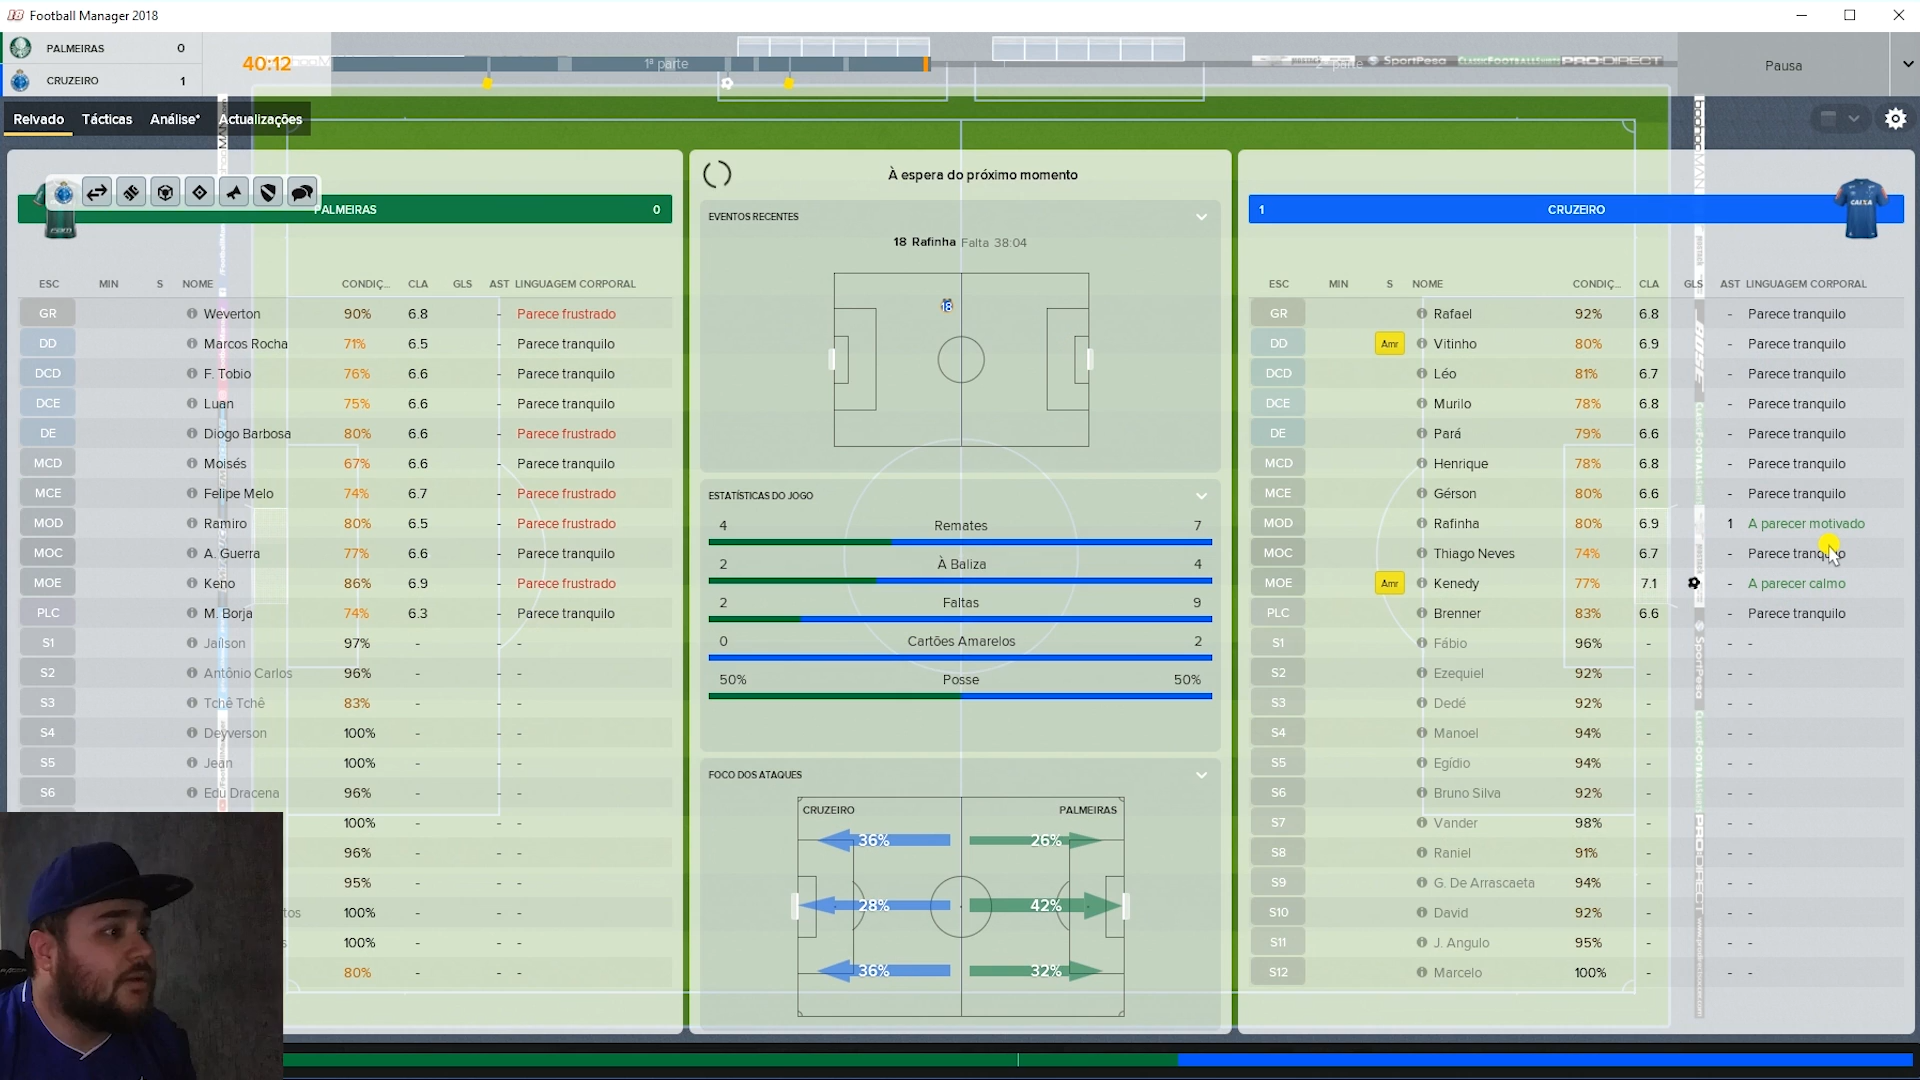 Football Manager 2018
PALMEIRAS 0
CRUZEIRO 1
40:12
1ª parte
2ª parte
SportPesa CLASSICFOOTBALLSHIRTS PRO:DIRECT
Pausa
Relvado Tácticas Análise* Actualizações
PALMEIRAS 0
ESC MIN S NOME CONDIÇ... CLA GLS AST LINGUAGEM CORPORAL
GR Weverton 90% 6.8 - Parece frustrado
DD Marcos Rocha 71% 6.5 - Parece tranquilo
DCD F. Tobio 76% 6.6 - Parece tranquilo
DCE Luan 75% 6.6 - Parece tranquilo
DE Diogo Barbosa 80% 6.6 - Parece frustrado
MCD Moisés 67% 6.6 - Parece tranquilo
MCE Felipe Melo 74% 6.7 - Parece frustrado
MOD Ramiro 80% 6.5 - Parece frustrado
MOC A. Guerra 77% 6.6 - Parece tranquilo
MOE Keno 86% 6.9 - Parece frustrado
PLC M. Borja 74% 6.3 - Parece tranquilo
S1 Jaílson 97% - - -
S2 Antônio Carlos 96% - - -
S3 Tchê Tchê 83% - - -
S4 Deyverson 100% - - -
S5 Jean 100% - - -
S6 Edu Dracena 96% - - -
100% - - -
96% - - -
95% - - -
tos 100% - - -
s 100% - - -
80% - - -
À espera do próximo momento
EVENTOS RECENTES
18 Rafinha Falta 38:04
18
ESTATÍSTICAS DO JOGO
4 Remates 7
2 À Baliza 4
2 Faltas 9
0 Cartões Amarelos 2
50% Posse 50%
FOCO DOS ATAQUES
CRUZEIRO PALMEIRAS
36% 26%
28% 42%
36% 32%
1 CRUZEIRO
CAIXA
ESC MIN S NOME CONDIÇ... CLA GLS AST LINGUAGEM CORPORAL
GR Rafael 92% 6.8 - Parece tranquilo
DD Amr Vitinho 80% 6.9 - Parece tranquilo
DCD Léo 81% 6.7 - Parece tranquilo
DCE Murilo 78% 6.8 - Parece tranquilo
DE Pará 79% 6.6 - Parece tranquilo
MCD Henrique 78% 6.8 - Parece tranquilo
MCE Gérson 80% 6.6 - Parece tranquilo
MOD Rafinha 80% 6.9 1 A parecer motivado
MOC Thiago Neves 74% 6.7 - Parece tranquilo
MOE Amr Kenedy 77% 7.1 - A parecer calmo
PLC Brenner 83% 6.6 - Parece tranquilo
S1 Fábio 96% - - -
S2 Ezequiel 92% - - -
S3 Dedé 92% - - -
S4 Manoel 94% - - -
S5 Egídio 94% - - -
S6 Bruno Silva 92% - - -
S7 Vander 98% - - -
S8 Raniel 91% - - -
S9 G. De Arrascaeta 94% - - -
S10 David 92% - - -
S11 J. Angulo 95% - - -
S12 Marcelo 100% - - -